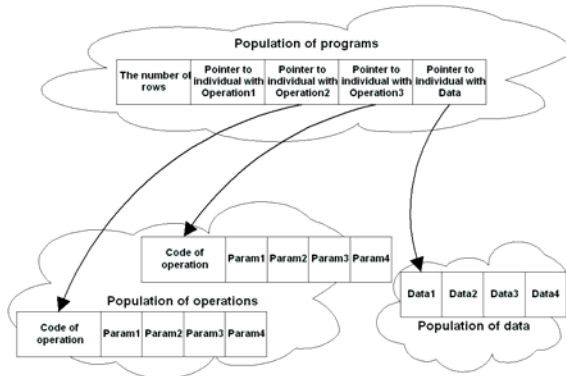 Population of programs
The number of rows
Pointer to individual with Operation1
Pointer to individual with Operation2
Pointer to individual with Operation3
Pointer to individual with Data
Code of operation
Param1
Param2
Param3
Param4
Population of operations
Code of operation
Param1
Param2
Param3
Param4
Data1
Data2
Data3
Data4
Population of data